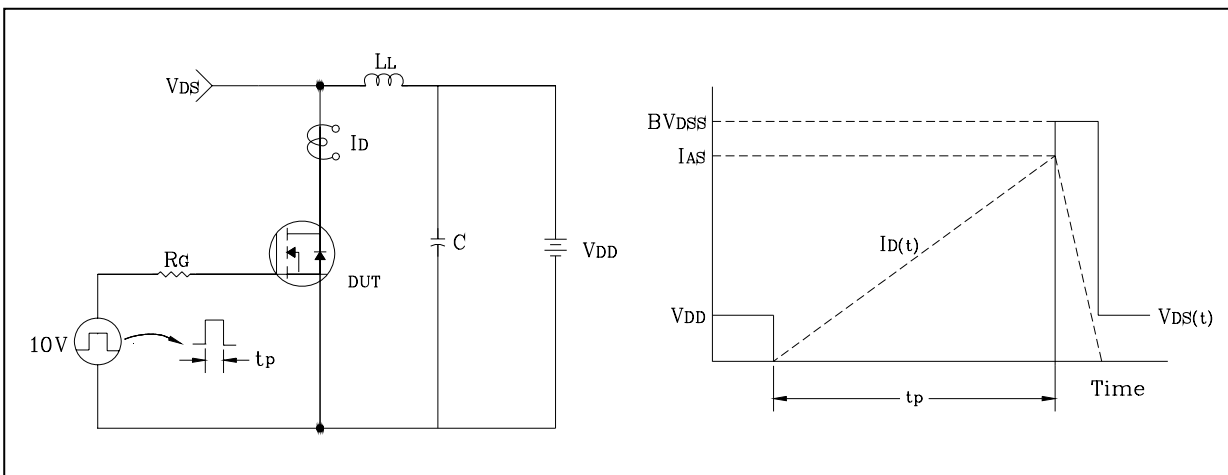 VDS
LL
ID
RG
DUT
C
VDD
10V
tp
BVDSS
IAS
ID(t)
VDD
VDS(t)
Time
tp